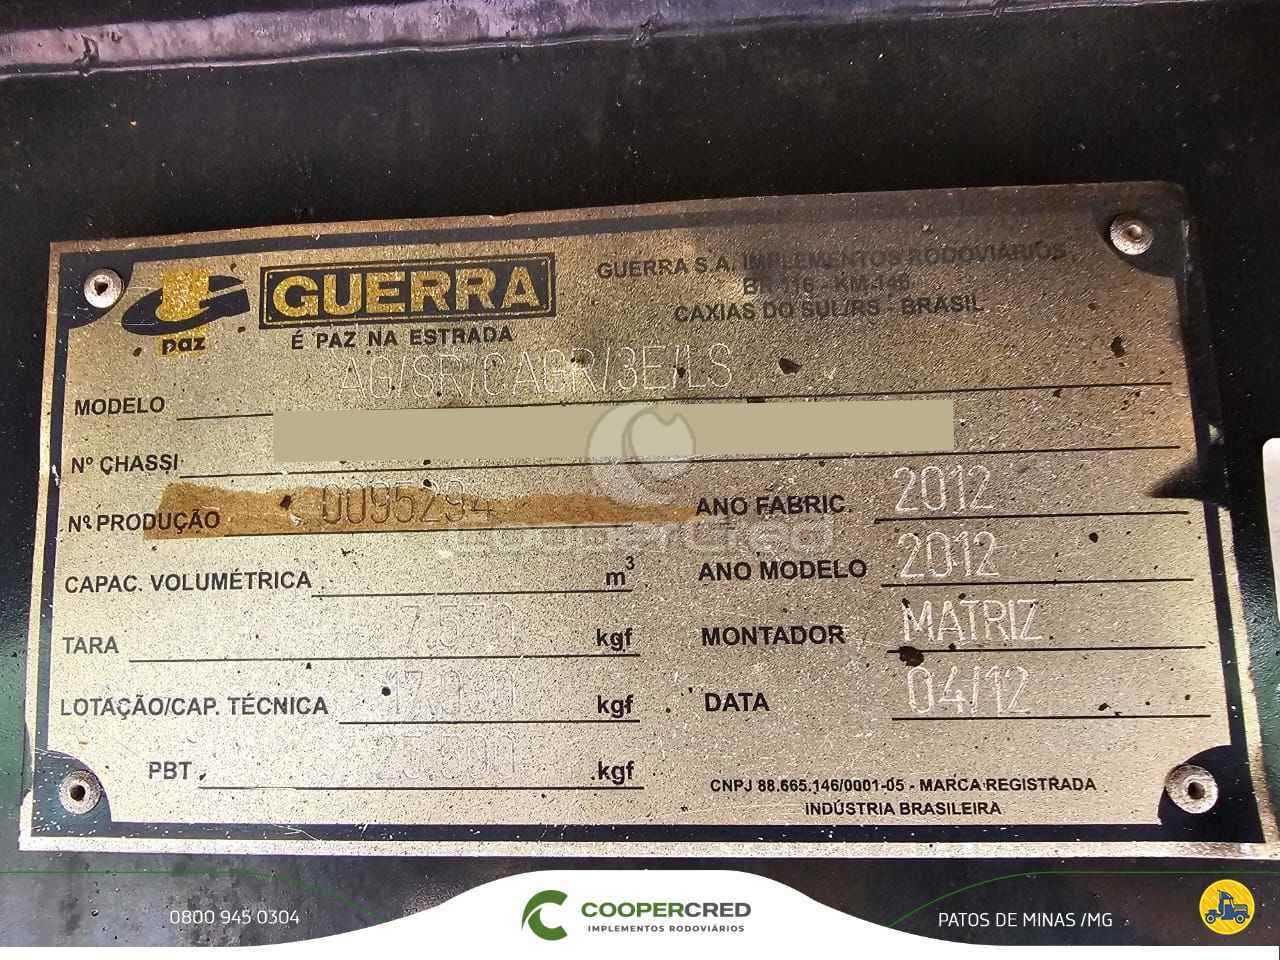 GUERRA
É PAZ NA ESTRADA
paz
GUERRA S.A. IMPLEMENTOS RODOVIÁRIOS
BR 116 - KM 146
CAXIAS DO SUL/RS - BRASIL
MODELO AG/SR/CAGR/3E/LS
Nº CHASSI
Nº PRODUÇÃO 0095294
ANO FABRIC. 2012
CAPAC. VOLUMÉTRICA m³
ANO MODELO 2012
TARA kgf
MONTADOR MATRIZ
LOTAÇÃO/CAP. TÉCNICA kgf
DATA 04/12
PBT kgf
CNPJ 88.665.146/0001-05 - MARCA REGISTRADA
INDÚSTRIA BRASILEIRA
CooperCred
0800 945 0304
COOPERCRED
IMPLEMENTOS RODOVIÁRIOS
PATOS DE MINAS /MG